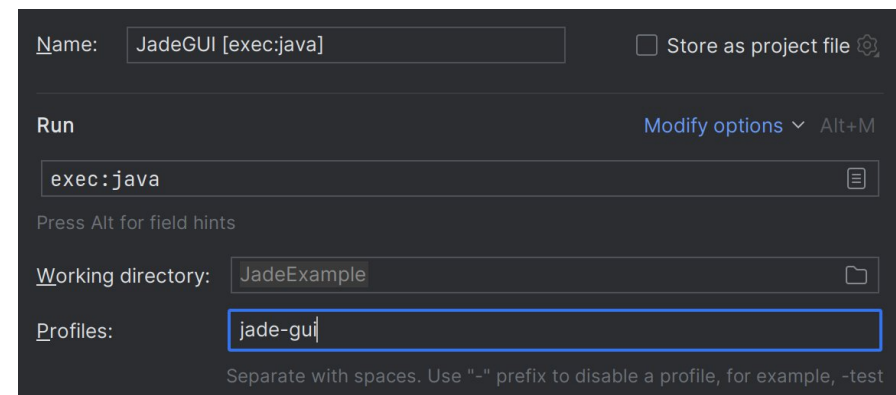 Name: JadeGUI [exec:java] Store as project file
Run Modify options Alt+M
exec:java
Press Alt for field hints
Working directory: JadeExample
Profiles: jade-gui
Separate with spaces. Use "-" prefix to disable a profile, for example, -test